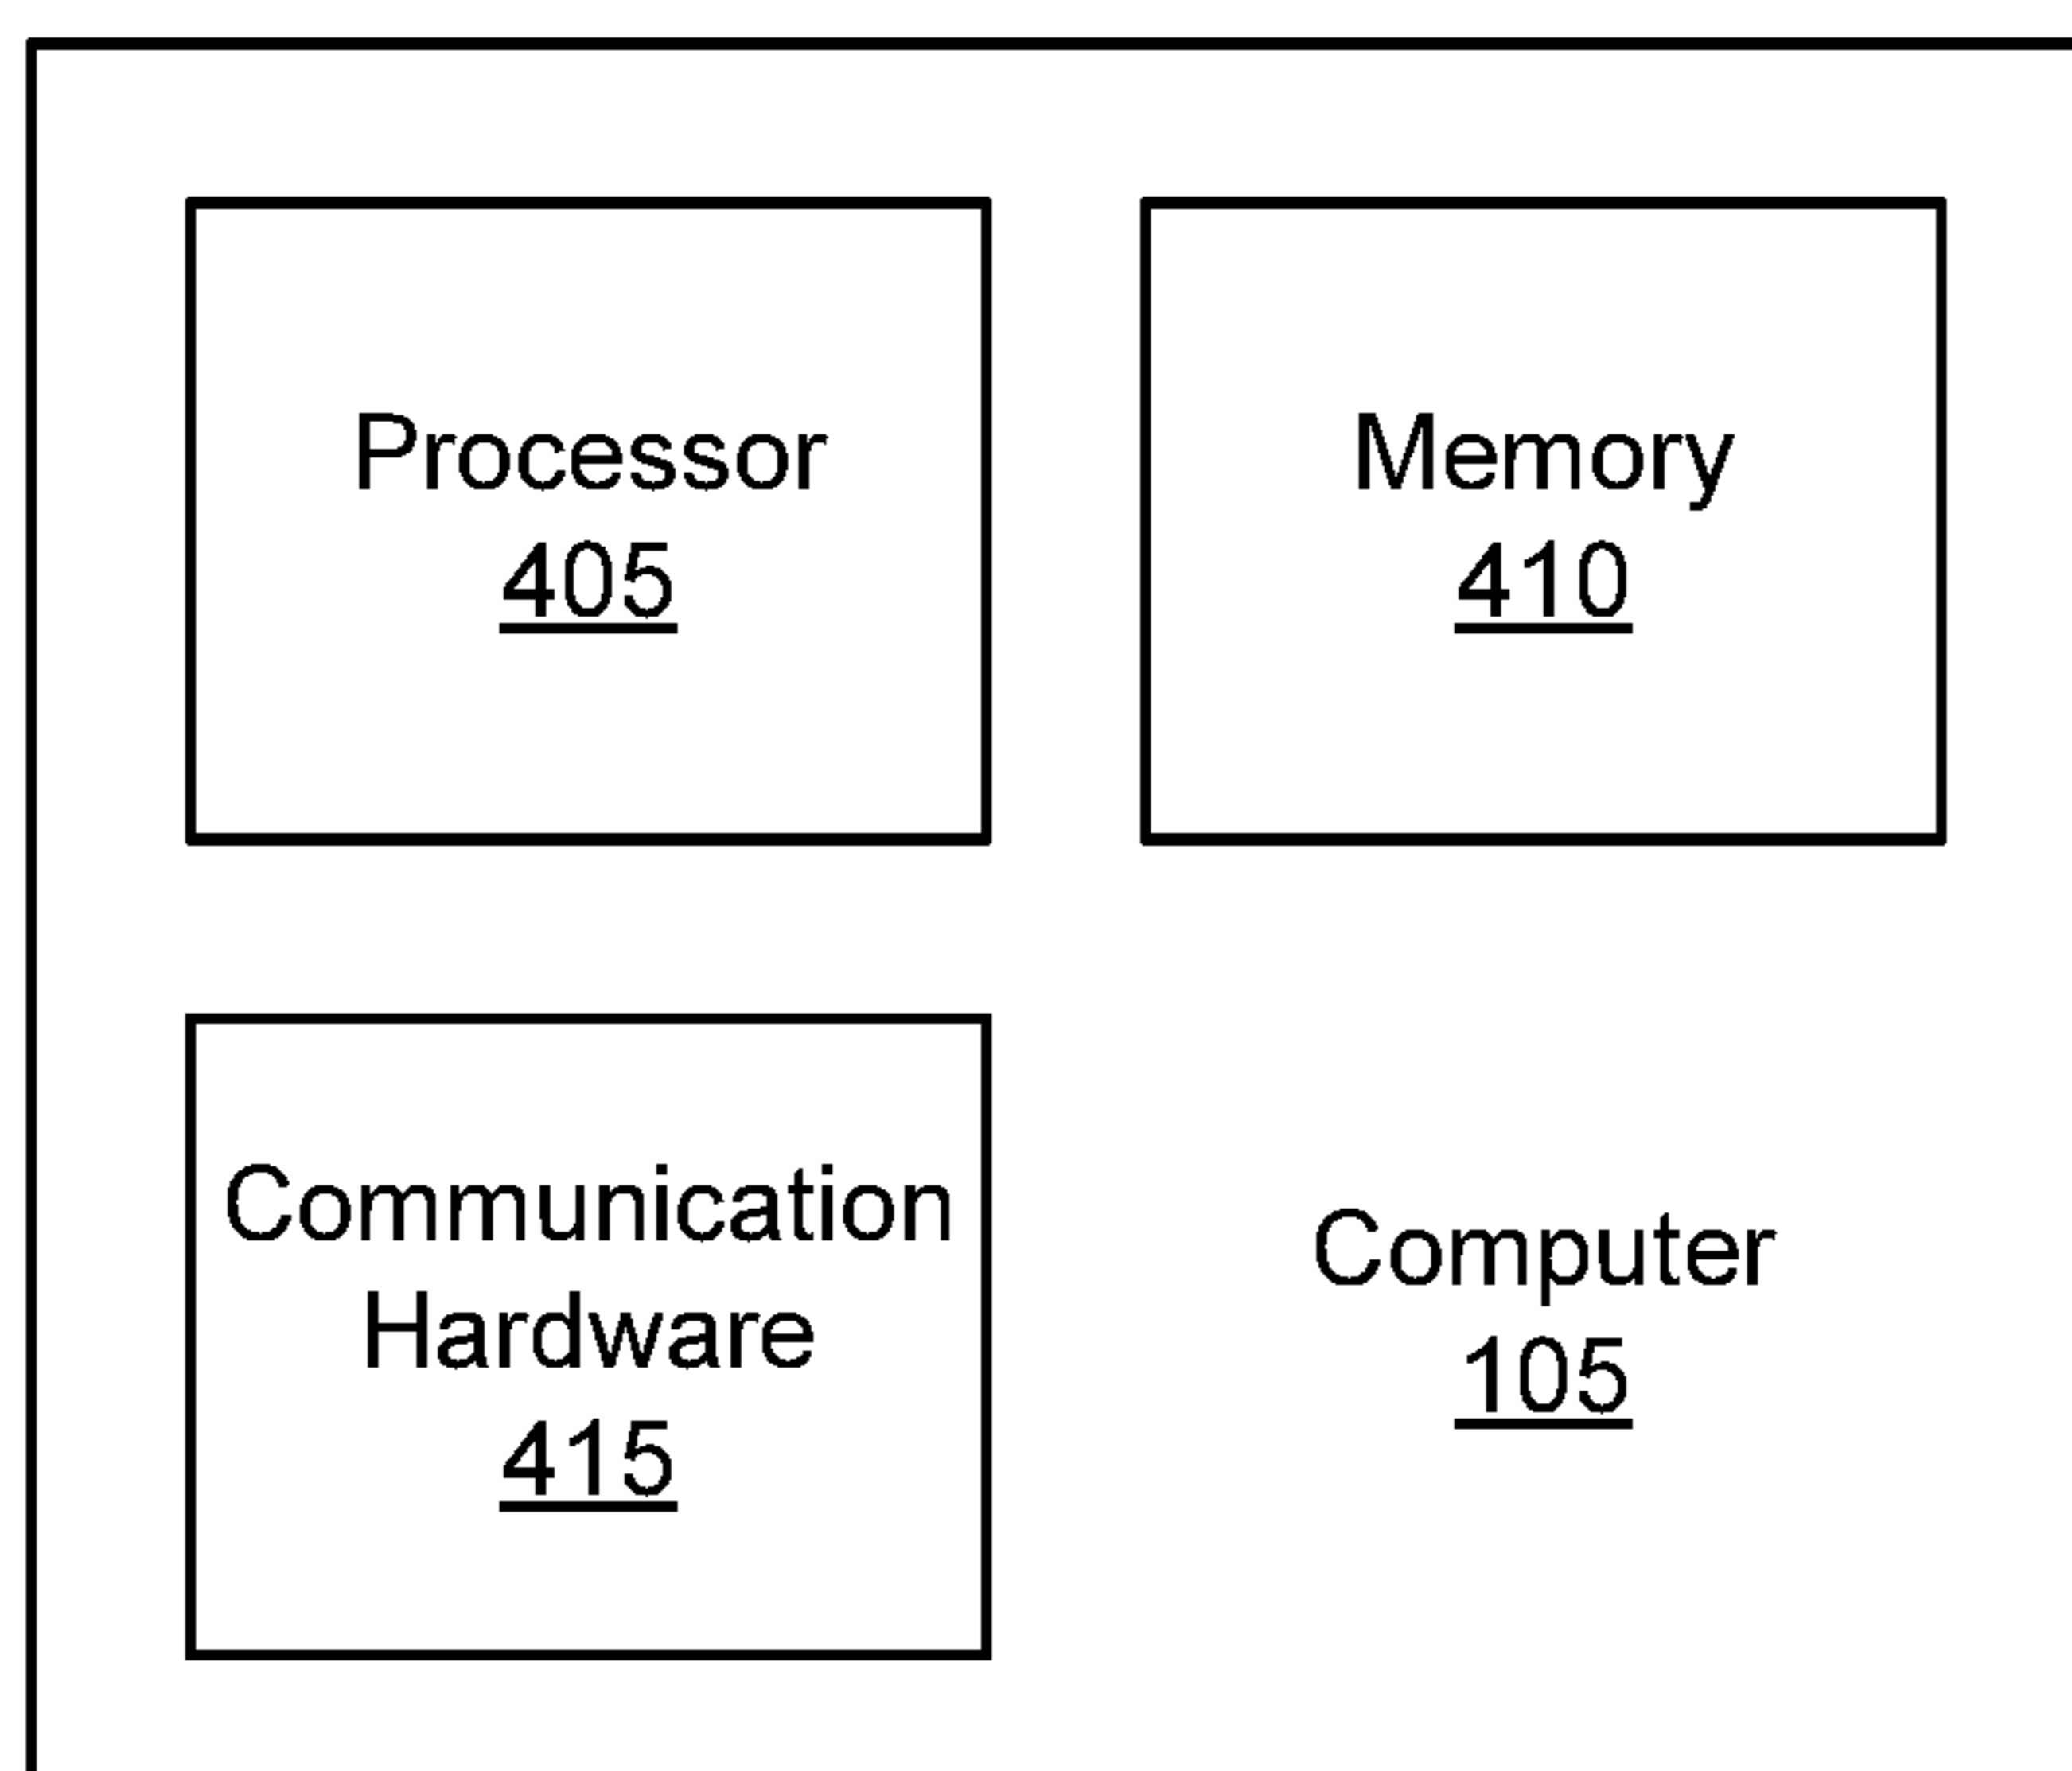 Processor
405
Memory
410
Communication
Hardware
415
Computer
105